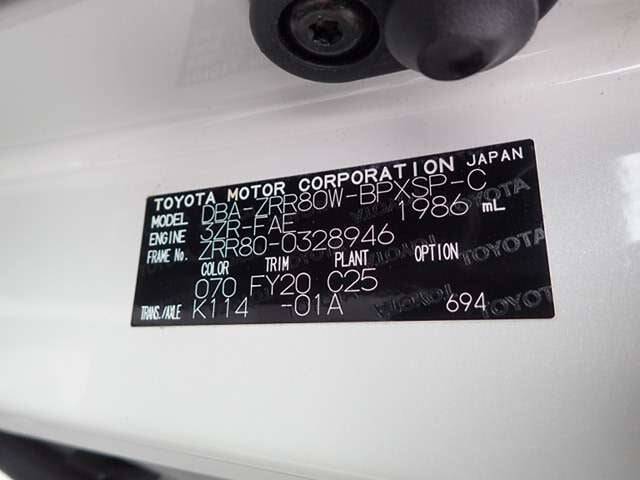 TOYOTA MOTOR CORPORATION JAPAN
MODEL DBA-ZRR80W-BPXSP-C
ENGINE 3ZR-FAE 1986 mL
FRAME No. ZRR80-0328946
COLOR TRIM PLANT OPTION
070 FY20 C25
TRANS./AXLE K114 -01A 694